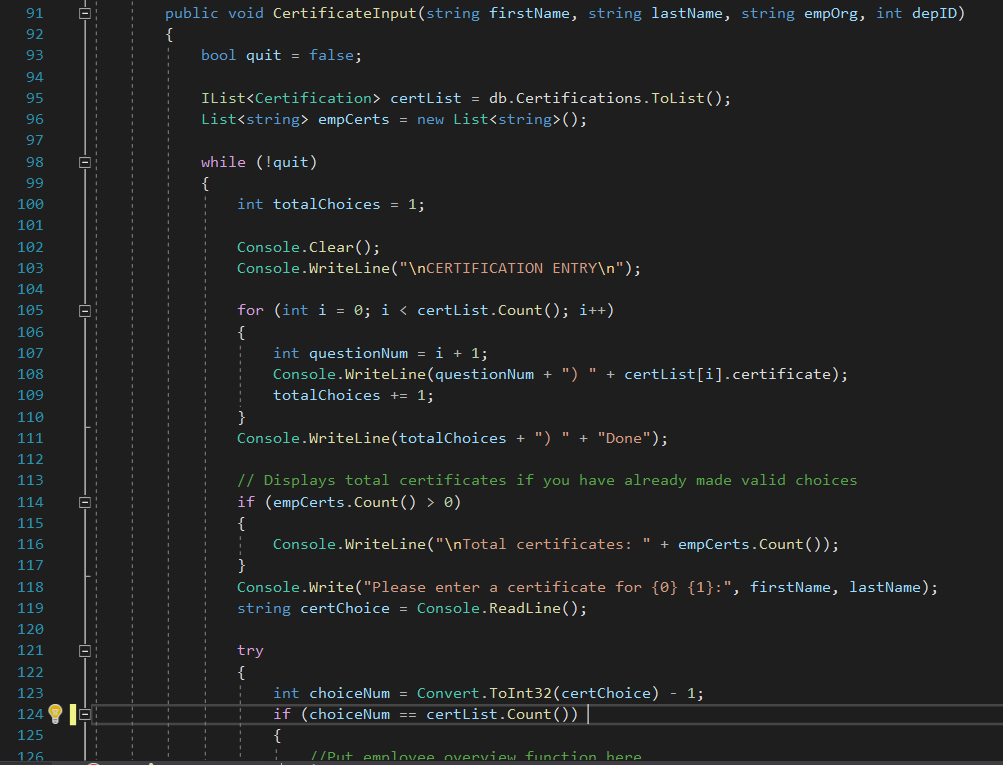 91 public void CertificateInput(string firstName, string lastName, string empOrg, int depID)
92 {
93 bool quit = false;
94
95 IList<Certification> certList = db.Certifications.ToList();
96 List<string> empCerts = new List<string>();
97
98 while (!quit)
99 {
100 int totalChoices = 1;
101
102 Console.Clear();
103 Console.WriteLine("\nCERTIFICATION ENTRY\n");
104
105 for (int i = 0; i < certList.Count(); i++)
106 {
107 int questionNum = i + 1;
108 Console.WriteLine(questionNum + ") " + certList[i].certificate);
109 totalChoices += 1;
110 }
111 Console.WriteLine(totalChoices + ") " + "Done");
112
113 // Displays total certificates if you have already made valid choices
114 if (empCerts.Count() > 0)
115 {
116 Console.WriteLine("\nTotal certificates: " + empCerts.Count());
117 }
118 Console.Write("Please enter a certificate for {0} {1}:", firstName, lastName);
119 string certChoice = Console.ReadLine();
120
121 try
122 {
123 int choiceNum = Convert.ToInt32(certChoice) - 1;
124 if (choiceNum == certList.Count())
125 {
126 //Put employee overview function here